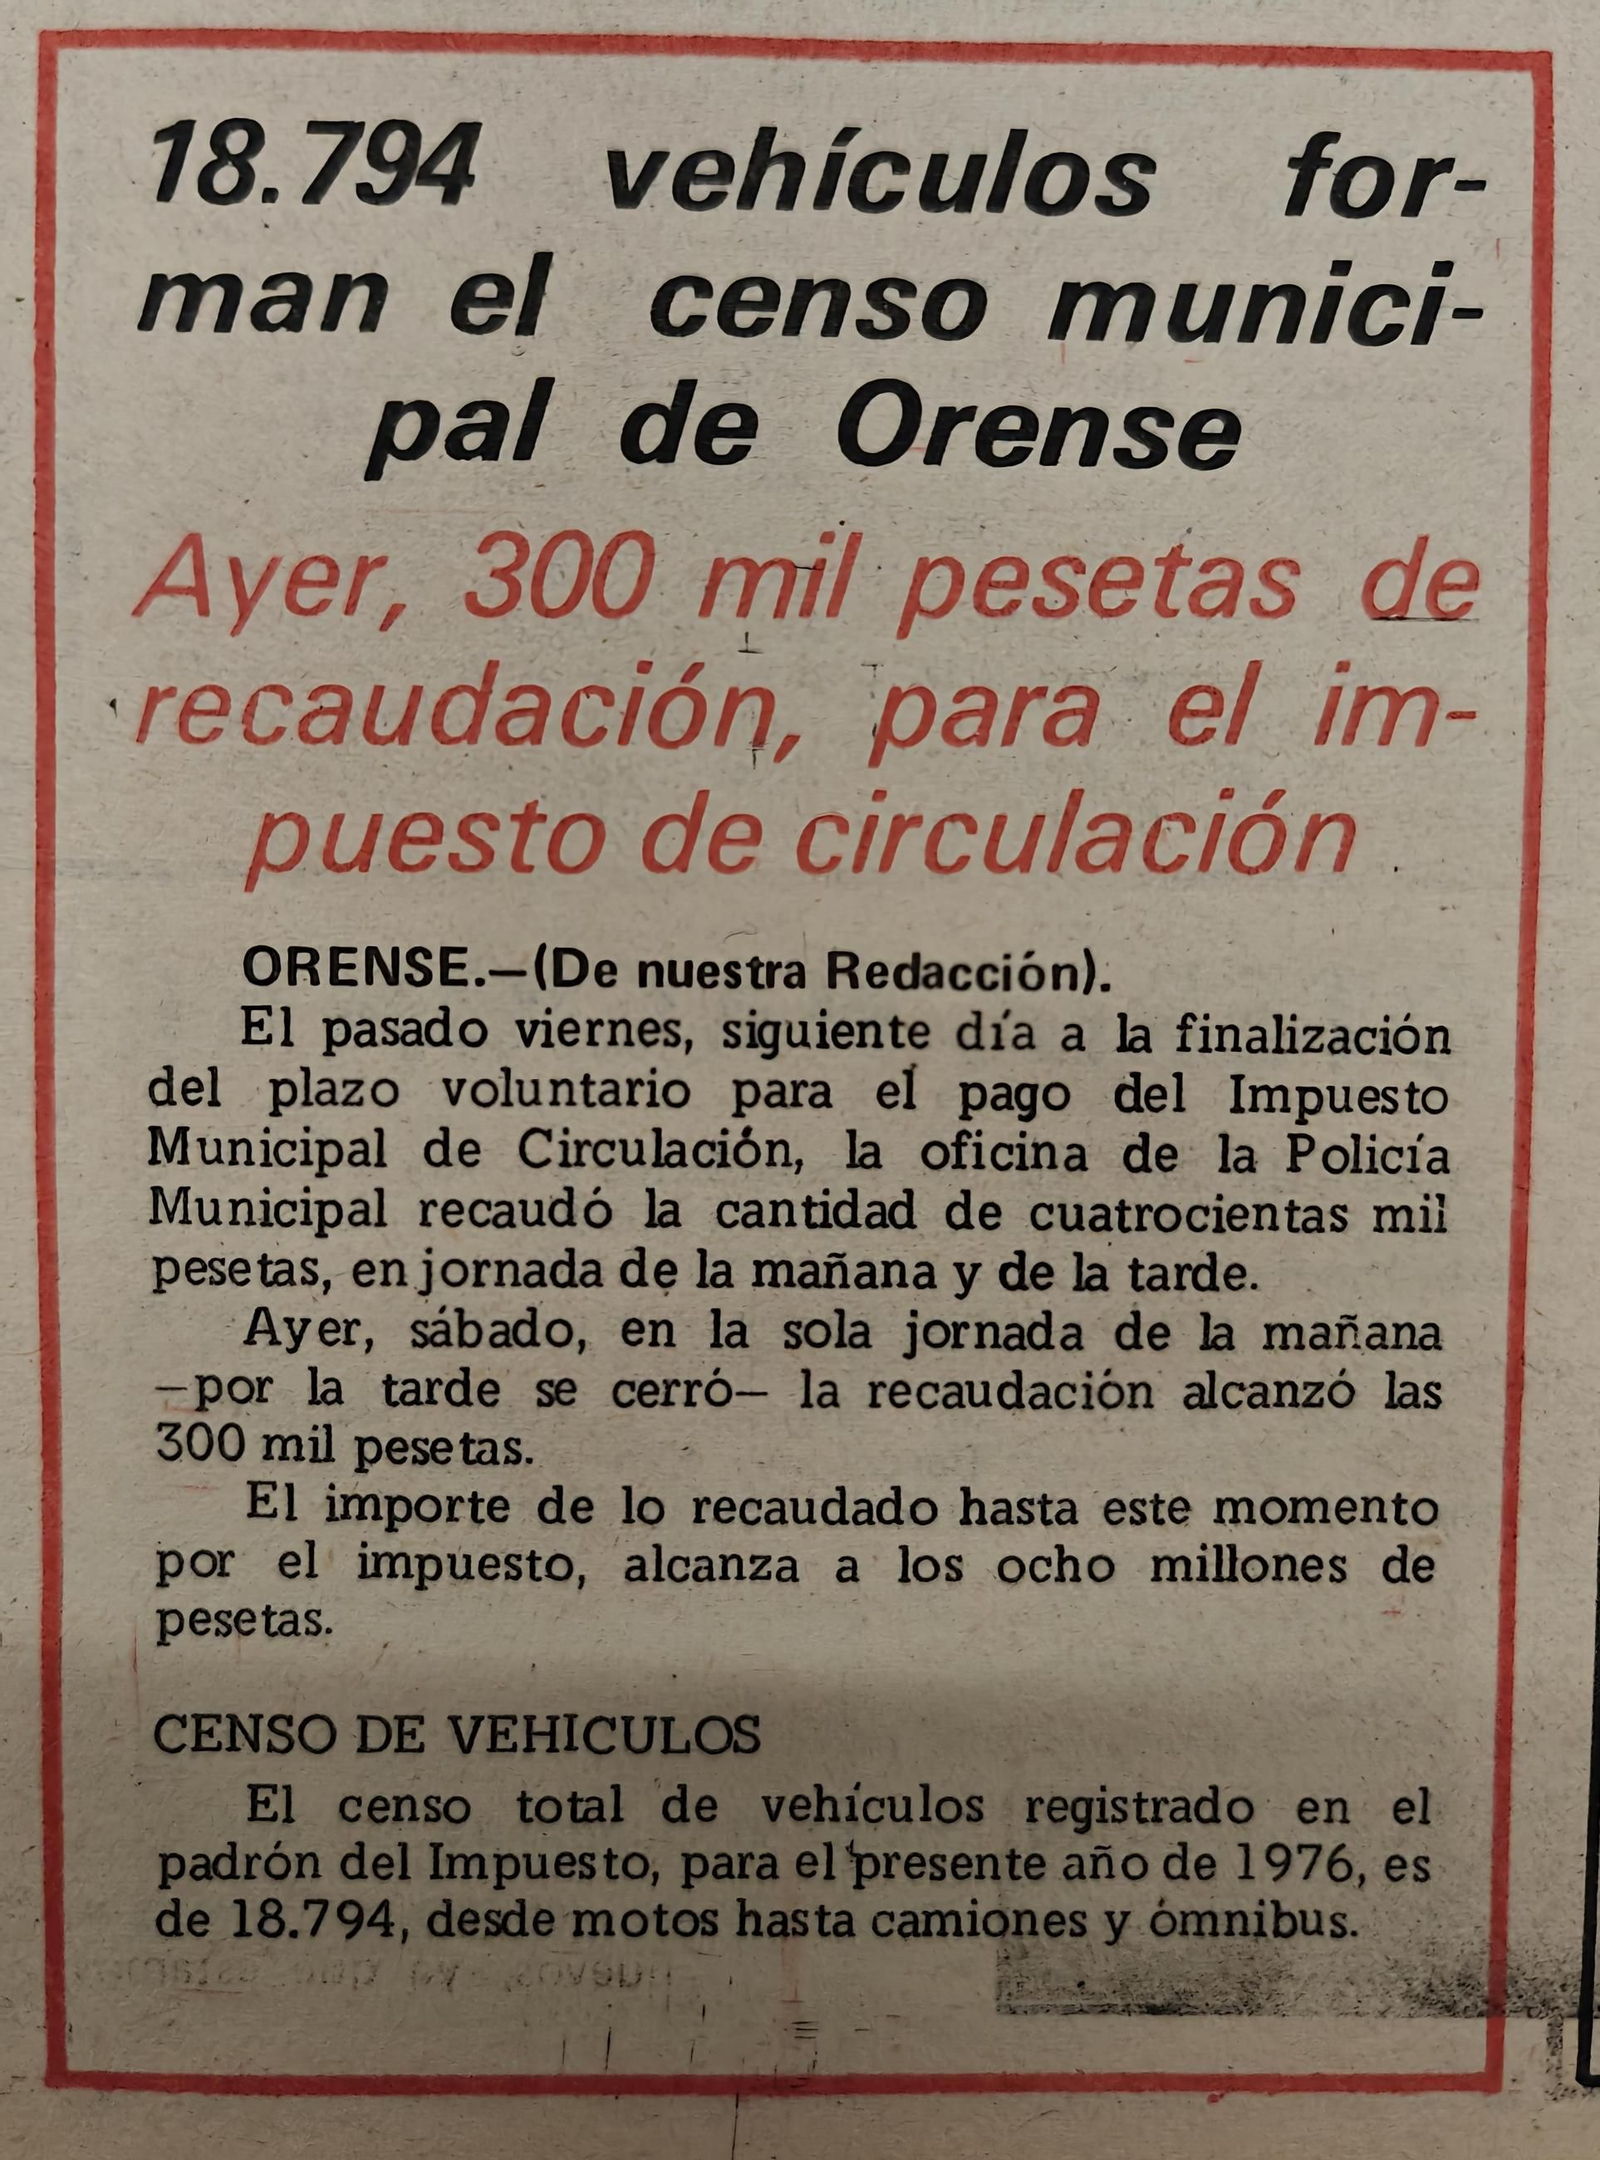 18.794 vehículos for-
man el censo munici-
pal de Orense
Ayer, 300 mil pesetas de
recaudación, para el im-
puesto de circulación
ORENSE.—(De nuestra Redacción).
El pasado viernes, siguiente día a la finalización
del plazo voluntario para el pago del Impuesto
Municipal de Circulación, la oficina de la Policía
Municipal recaudó la cantidad de cuatrocientas mil
pesetas, en jornada de la mañana y de la tarde.
Ayer, sábado, en la sola jornada de la mañana
—por la tarde se cerró— la recaudación alcanzó las
300 mil pesetas.
El importe de lo recaudado hasta este momento
por el impuesto, alcanza a los ocho millones de
pesetas.
CENSO DE VEHICULOS
El censo total de vehículos registrado en el
padrón del Impuesto, para el presente año de 1976, es
de 18.794, desde motos hasta camiones y ómnibus.